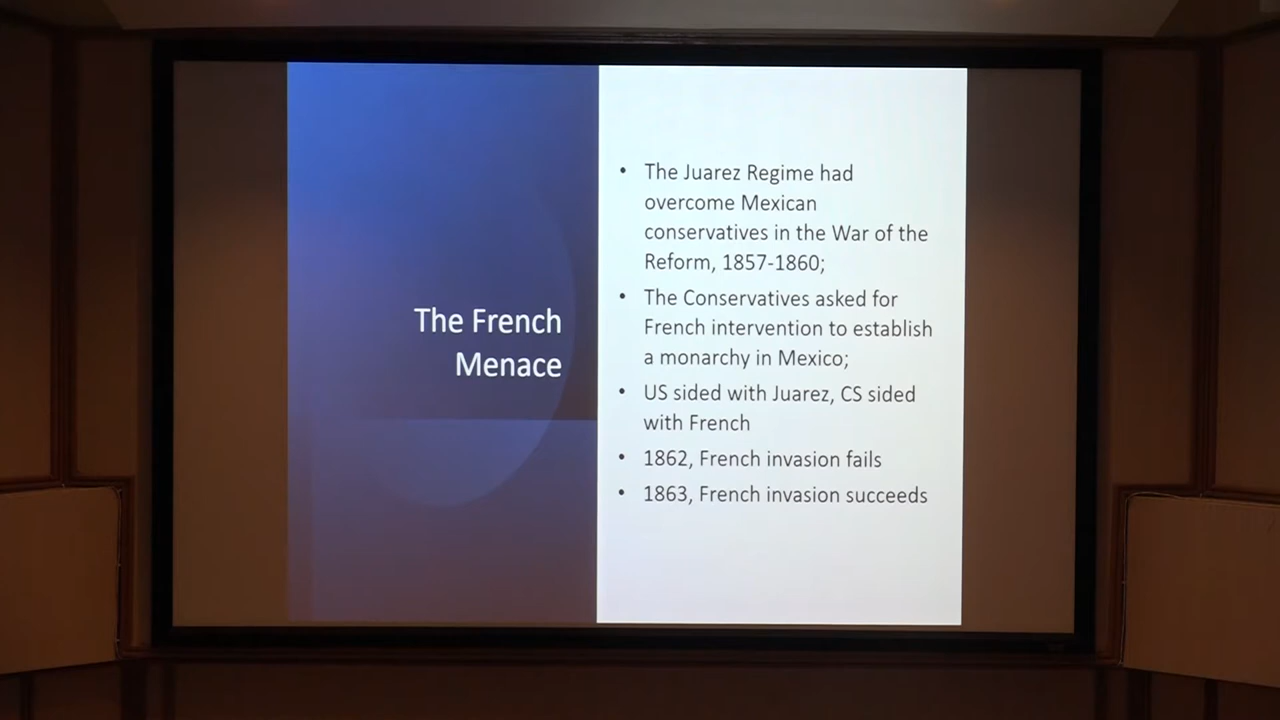 The French
Menace
• The Juarez Regime had
overcome Mexican
conservatives in the War of the
Reform, 1857-1860;
• The Conservatives asked for
French intervention to establish
a monarchy in Mexico;
• US sided with Juarez, CS sided
with French
• 1862, French invasion fails
• 1863, French invasion succeeds